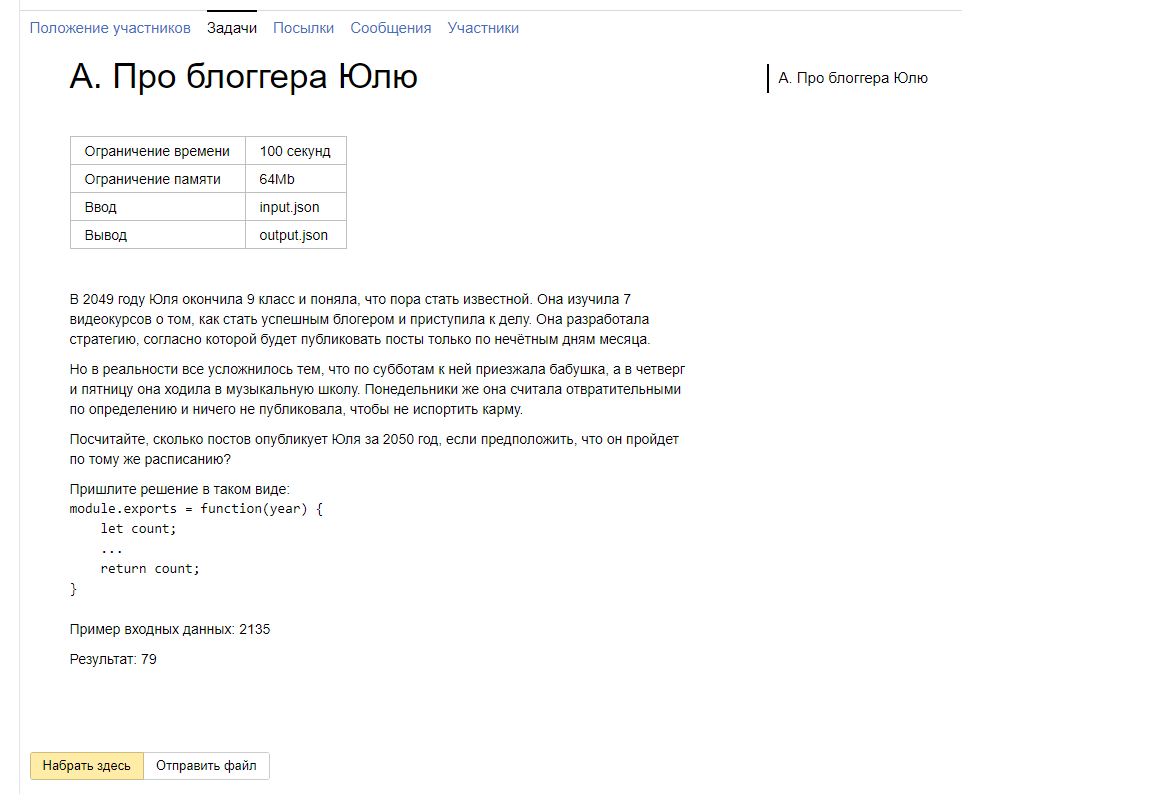 Положение участников Задачи Посылки Сообщения Участники
А. Про блоггера Юлю
А. Про блоггера Юлю
Ограничение времени 100 секунд
Ограничение памяти 64Mb
Ввод input.json
Вывод output.json
В 2049 году Юля окончила 9 класс и поняла, что пора стать известной. Она изучила 7
видеокурсов о том, как стать успешным блогером и приступила к делу. Она разработала
стратегию, согласно которой будет публиковать посты только по нечётным дням месяца.
Но в реальности все усложнилось тем, что по субботам к ней приезжала бабушка, а в четверг
и пятницу она ходила в музыкальную школу. Понедельники же она считала отвратительными
по определению и ничего не публиковала, чтобы не испортить карму.
Посчитайте, сколько постов опубликует Юля за 2050 год, если предположить, что он пройдет
по тому же расписанию?
Пришлите решение в таком виде:
module.exports = function(year) {
    let count;
    ...
    return count;
}
Пример входных данных: 2135
Результат: 79
Набрать здесь Отправить файл